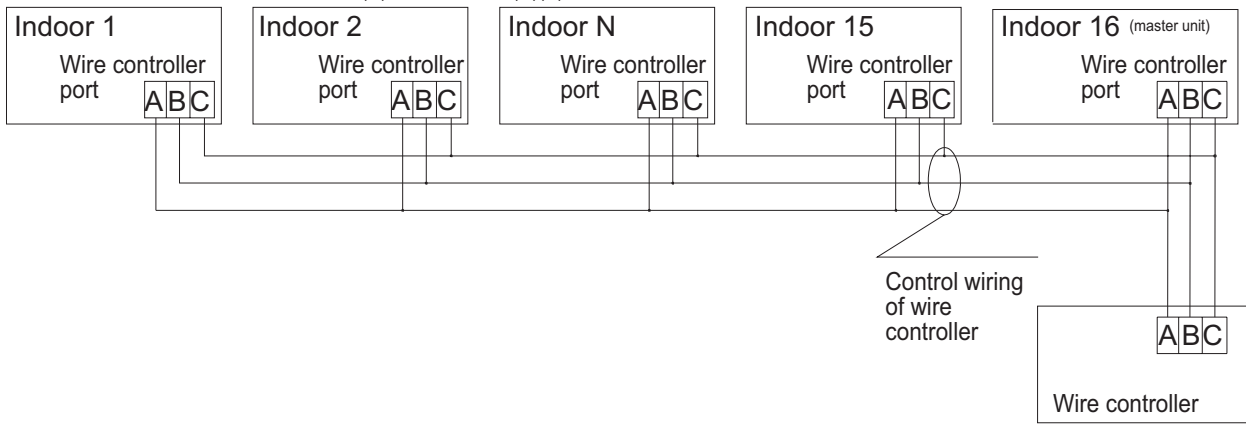 Indoor 1
Wire controller
port
A B C
Indoor 2
Wire controller
port
A B C
Indoor N
Wire controller
port
A B C
Indoor 15
Wire controller
port
A B C
Indoor 16 (master unit)
Wire controller
port
A B C
Control wiring
of wire
controller
A B C
Wire controller